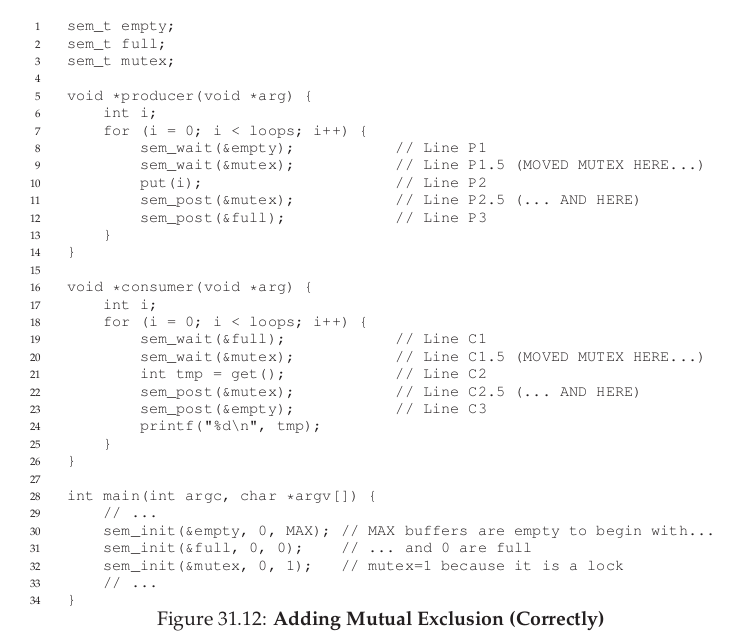 1 sem_t empty;
2 sem_t full;
3 sem_t mutex;
4
5 void *producer(void *arg) {
6     int i;
7     for (i = 0; i < loops; i++) {
8         sem_wait(&empty);           // Line P1
9         sem_wait(&mutex);           // Line P1.5 (MOVED MUTEX HERE...)
10         put(i);                     // Line P2
11         sem_post(&mutex);           // Line P2.5 (... AND HERE)
12         sem_post(&full);            // Line P3
13     }
14 }
15
16 void *consumer(void *arg) {
17     int i;
18     for (i = 0; i < loops; i++) {
19         sem_wait(&full);            // Line C1
20         sem_wait(&mutex);           // Line C1.5 (MOVED MUTEX HERE...)
21         int tmp = get();            // Line C2
22         sem_post(&mutex);           // Line C2.5 (... AND HERE)
23         sem_post(&empty);           // Line C3
24         printf("%d\n", tmp);
25     }
26 }
27
28 int main(int argc, char *argv[]) {
29     // ...
30     sem_init(&empty, 0, MAX); // MAX buffers are empty to begin with...
31     sem_init(&full, 0, 0);    // ... and 0 are full
32     sem_init(&mutex, 0, 1);   // mutex=1 because it is a lock
33     // ...
34 }
Figure 31.12: Adding Mutual Exclusion (Correctly)